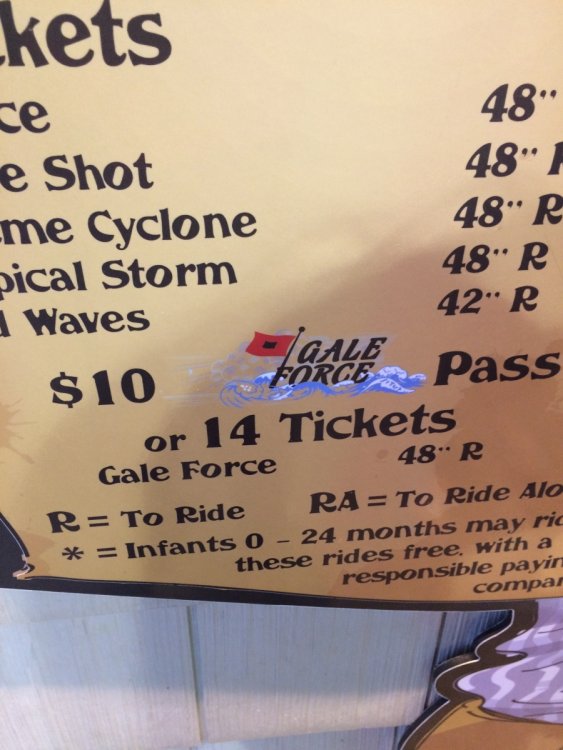 kets
ce 48"
e Shot 48"
me Cyclone 48" R
pical Storm 48" R
Waves 42" R
$10 GALE FORCE Pass
or 14 Tickets
Gale Force 48" R
R = To Ride RA = To Ride Alo
* = Infants 0 - 24 months may rid
these rides free, with a
responsible payin
compa